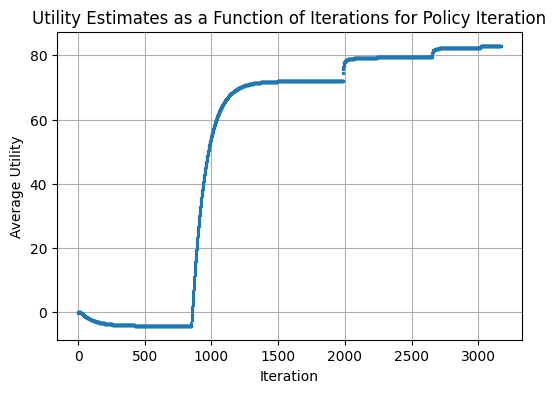 Utility Estimates as a Function of Iterations for Policy Iteration
Average Utility
80
60
40
20
0
0 500 1000 1500 2000 2500 3000
Iteration